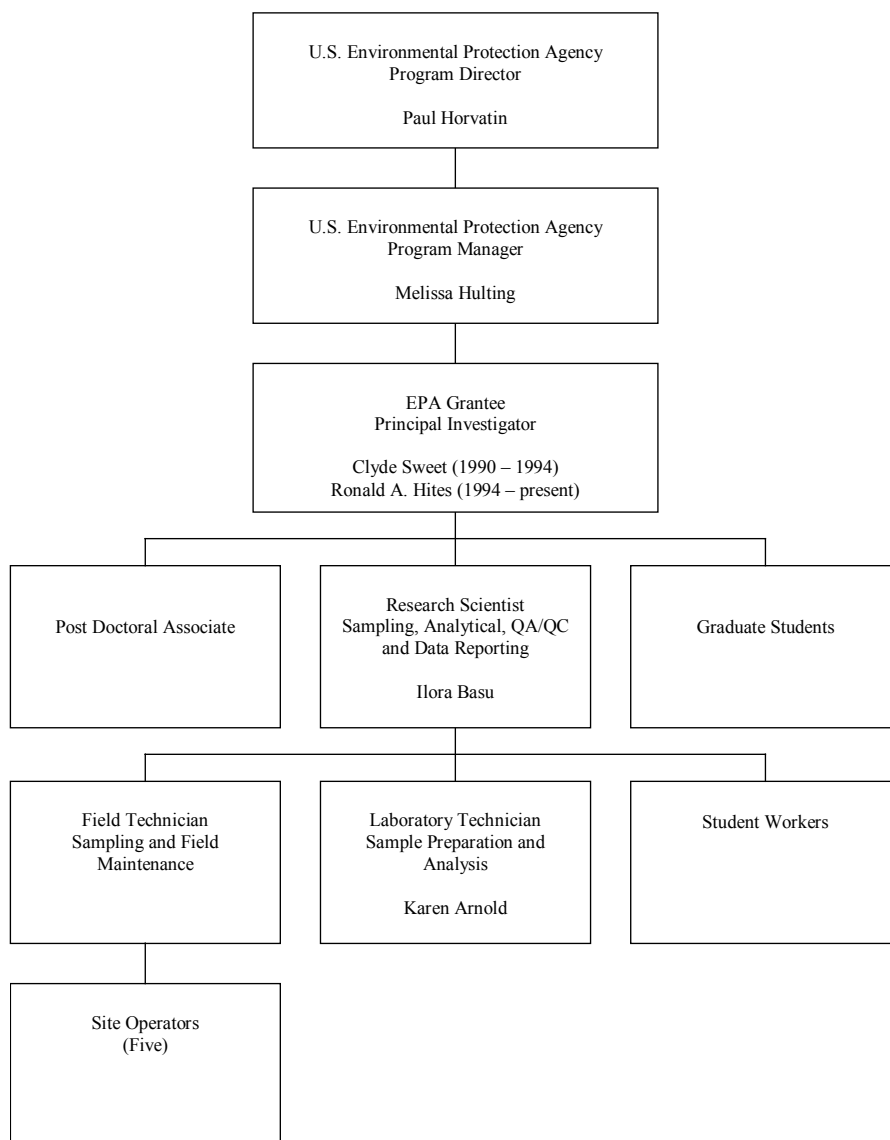 U.S. Environmental Protection Agency
Program Director
Paul Horvatin
U.S. Environmental Protection Agency
Program Manager
Melissa Hulting
EPA Grantee
Principal Investigator
Clyde Sweet (1990 – 1994)
Ronald A. Hites (1994 – present)
Post Doctoral Associate
Research Scientist
Sampling, Analytical, QA/QC
and Data Reporting
Ilora Basu
Graduate Students
Field Technician
Sampling and Field
Maintenance
Laboratory Technician
Sample Preparation and
Analysis
Karen Arnold
Student Workers
Site Operators
(Five)